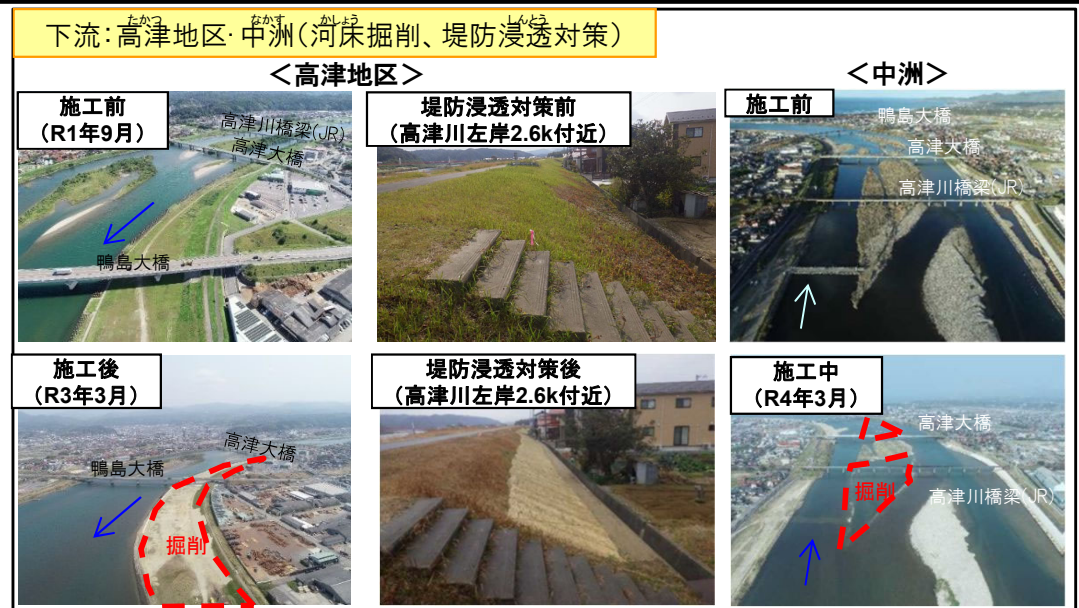 下流：高津地区・中洲（河床掘削、堤防浸透対策）
たかつ なかす かしょう しんとう
＜高津地区＞
＜中洲＞
施工前
（R1年9月）
高津川橋梁(JR)
高津大橋
鴨島大橋
堤防浸透対策前
（高津川左岸2.6k付近）
施工前
鴨島大橋
高津大橋
高津川橋梁(JR)
施工後
（R3年3月）
高津大橋
鴨島大橋
掘削
堤防浸透対策後
（高津川左岸2.6k付近）
施工中
（R4年3月）
高津大橋
掘削
高津川橋梁(JR)